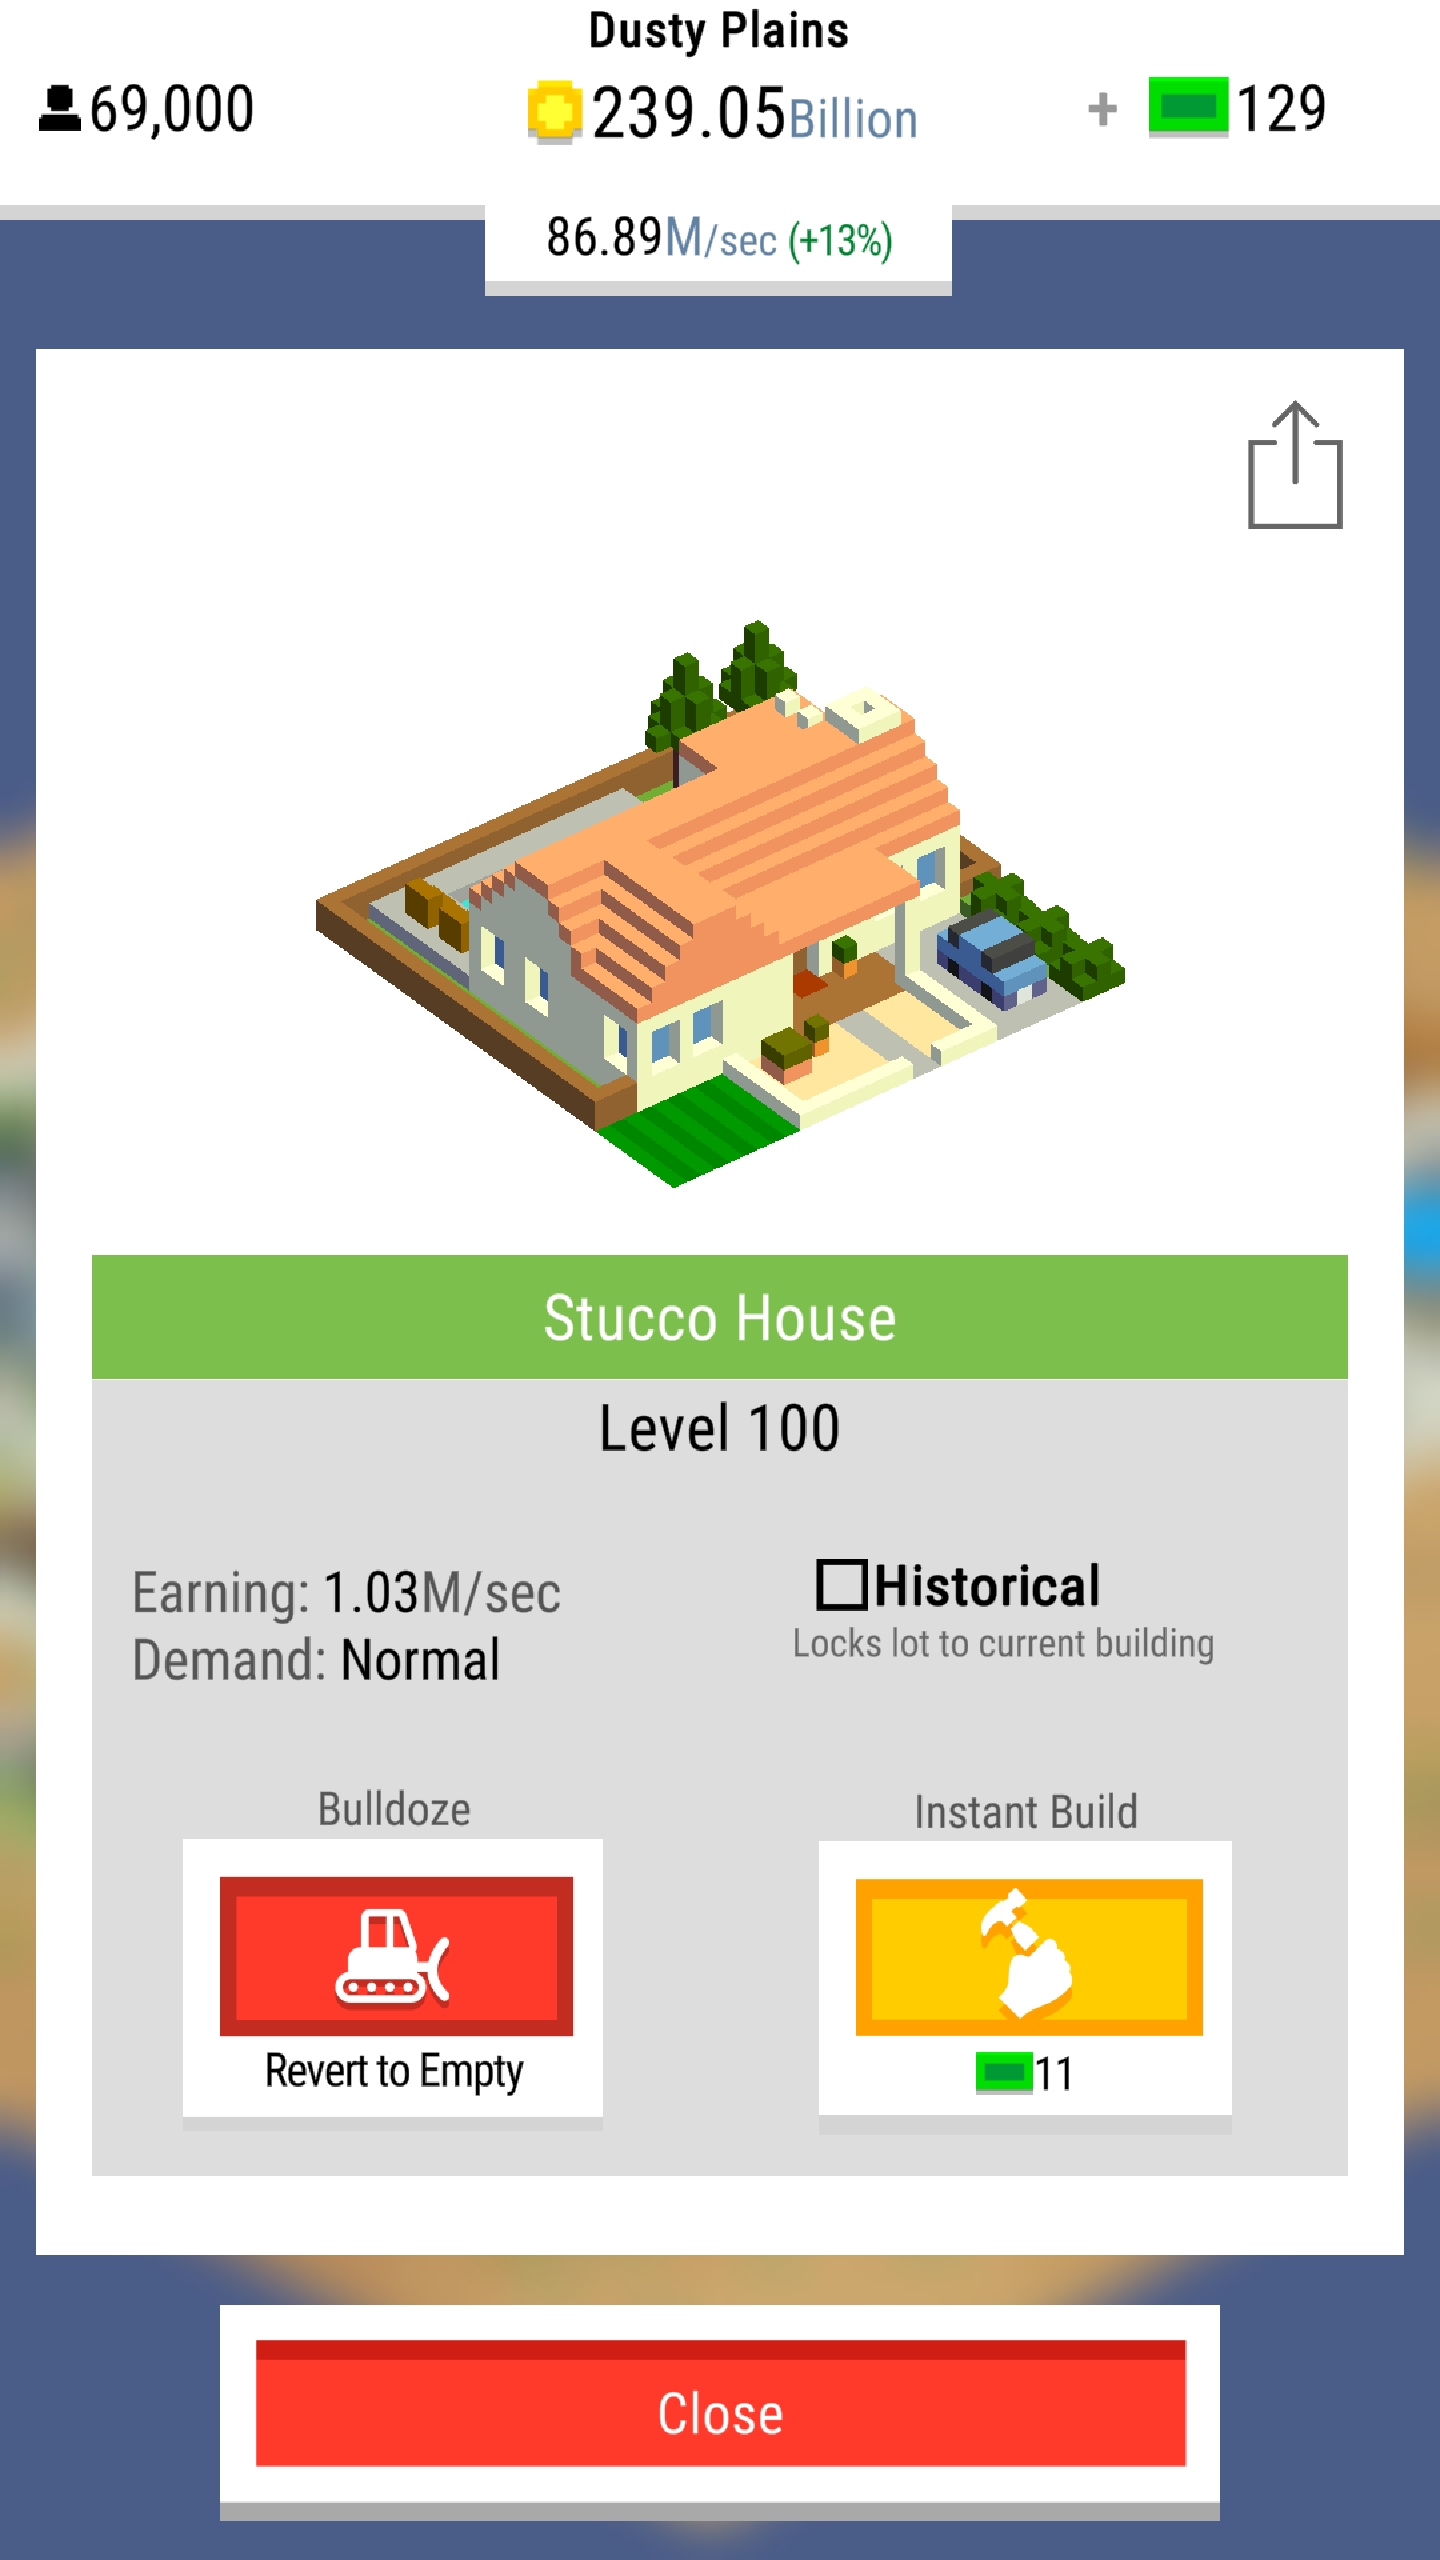 Dusty Plains
69,000
239.05Billion
+ 129
86.89M/sec (+13%)
Stucco House
Level 100
Earning: 1.03M/sec
Demand: Normal
Historical
Locks lot to current building
Bulldoze
Revert to Empty
Instant Build
11
Close